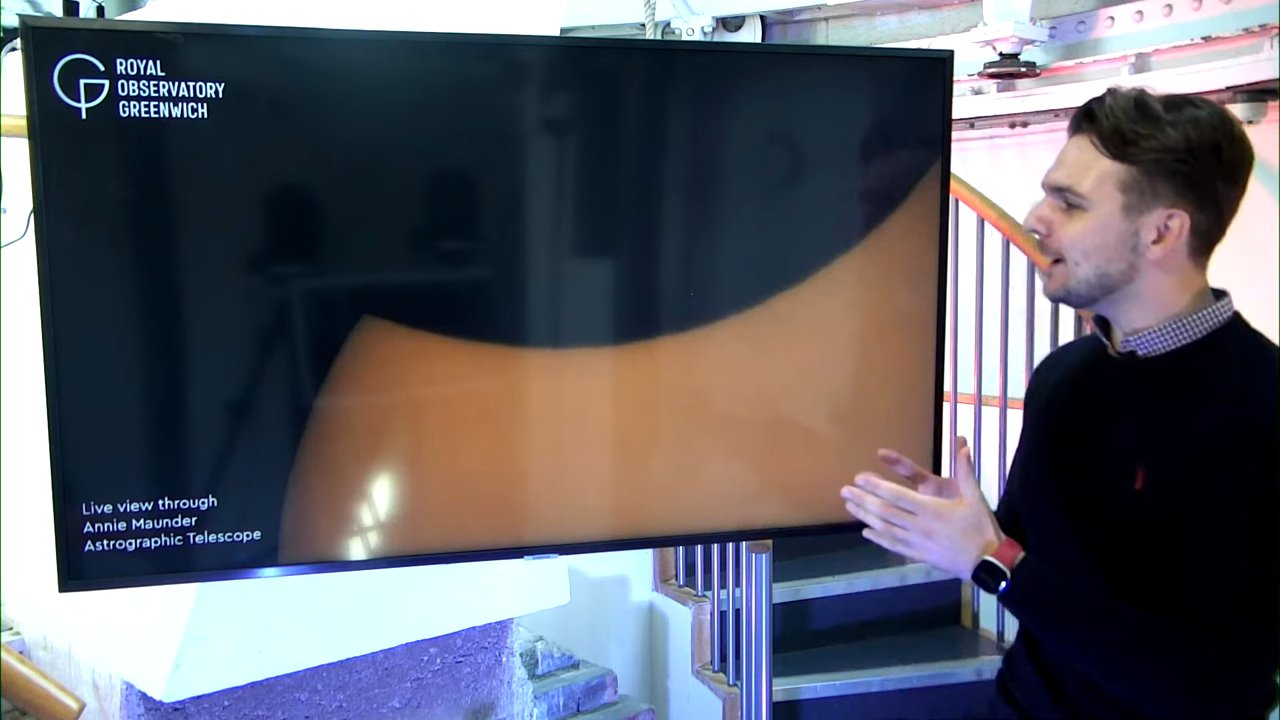 ROYAL
OBSERVATORY
GREENWICH
Live view through
Annie Maunder
Astrographic Telescope